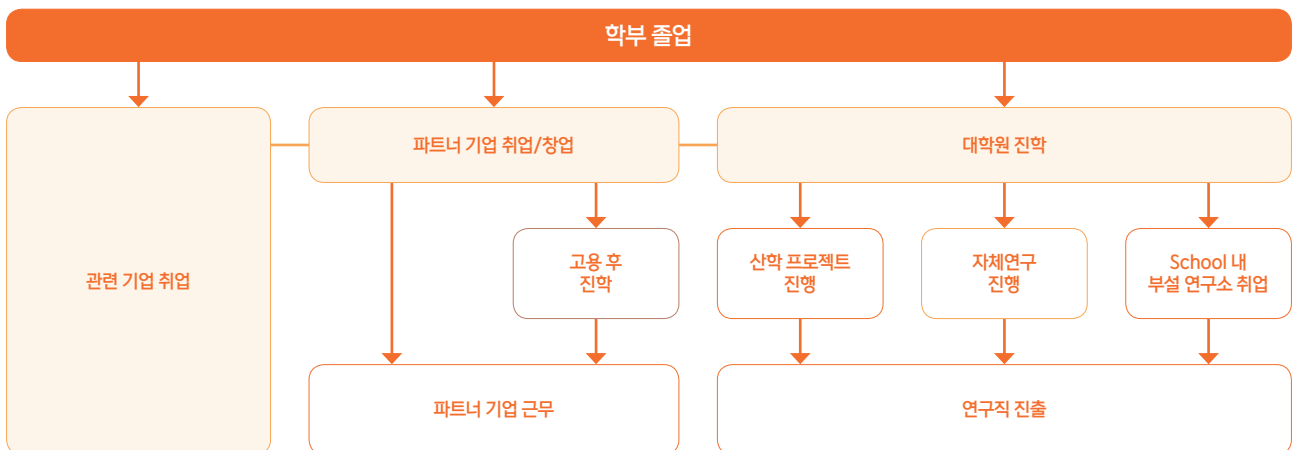 학부 졸업
관련 기업 취업
파트너 기업 취업/창업
대학원 진학
고용 후
진학
산학 프로젝트
진행
자체연구
진행
School 내
부설 연구소 취업
파트너 기업 근무
연구직 진출